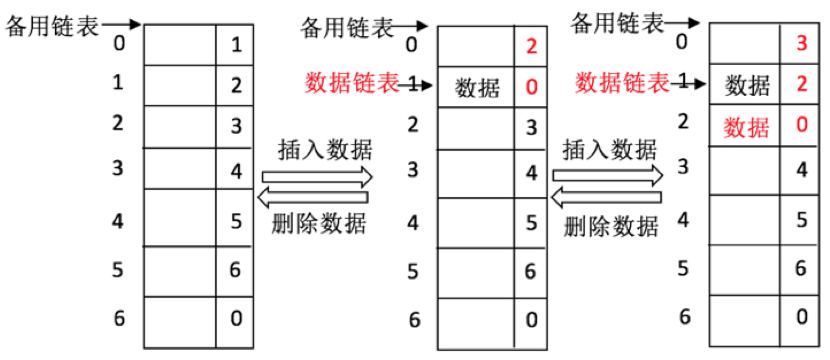 备用链表 备用链表 备用链表
0 1 0 2 0 3
1 2 数据链表 1 数据 0 数据链表 1 数据 2
2 3 2 3 2 数据 0
插入数据 插入数据
3 4 3 4 3 4
删除数据 删除数据
4 5 4 5 4 5
5 6 5 6 5 6
6 0 6 0 6 0